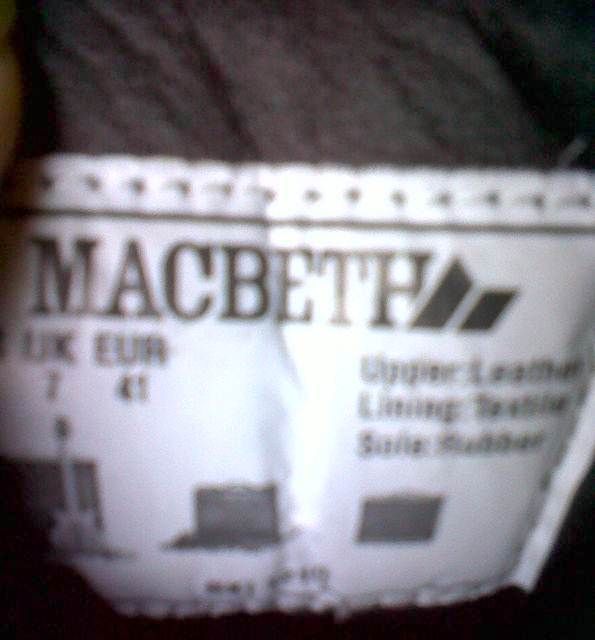 MACBETH
UK EUR
7 41
Upper:Leather
Lining:Textile
Sole:Rubber